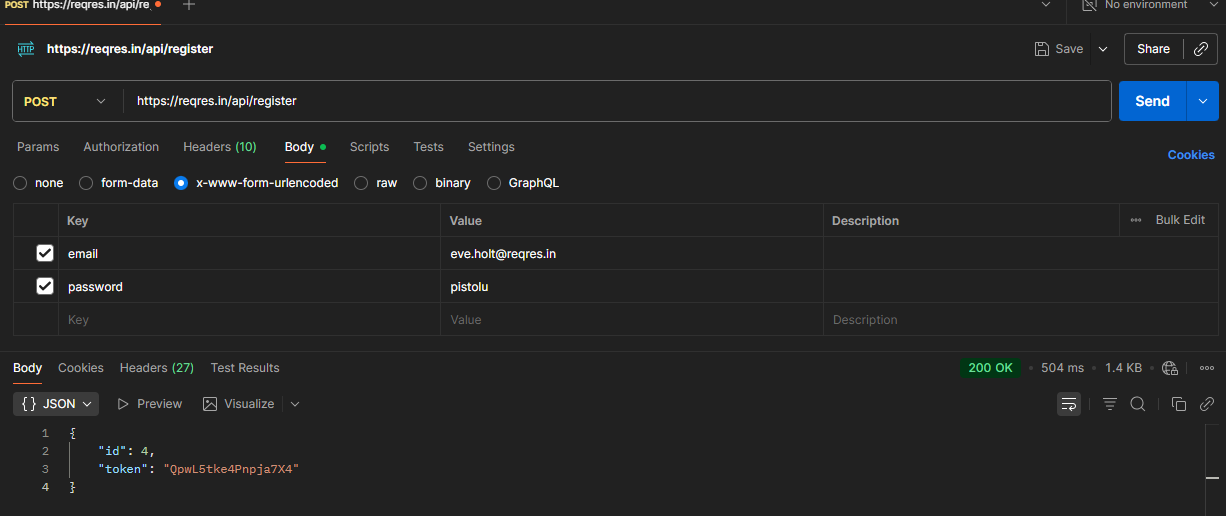 POST https://reqres.in/api/re
No environment
HTTP https://reqres.in/api/register
Save Share
POST https://reqres.in/api/register Send
Params Authorization Headers (10) Body Scripts Tests Settings
Cookies
none form-data x-www-form-urlencoded raw binary GraphQL
Key Value Description Bulk Edit
email eve.holt@reqres.in
password pistolu
Key Value Description
Body Cookies Headers (27) Test Results 200 OK 504 ms 1.4 KB
{} JSON Preview Visualize
1 {
2 "id": 4,
3 "token": "QpwL5tke4Pnpja7X4"
4 }